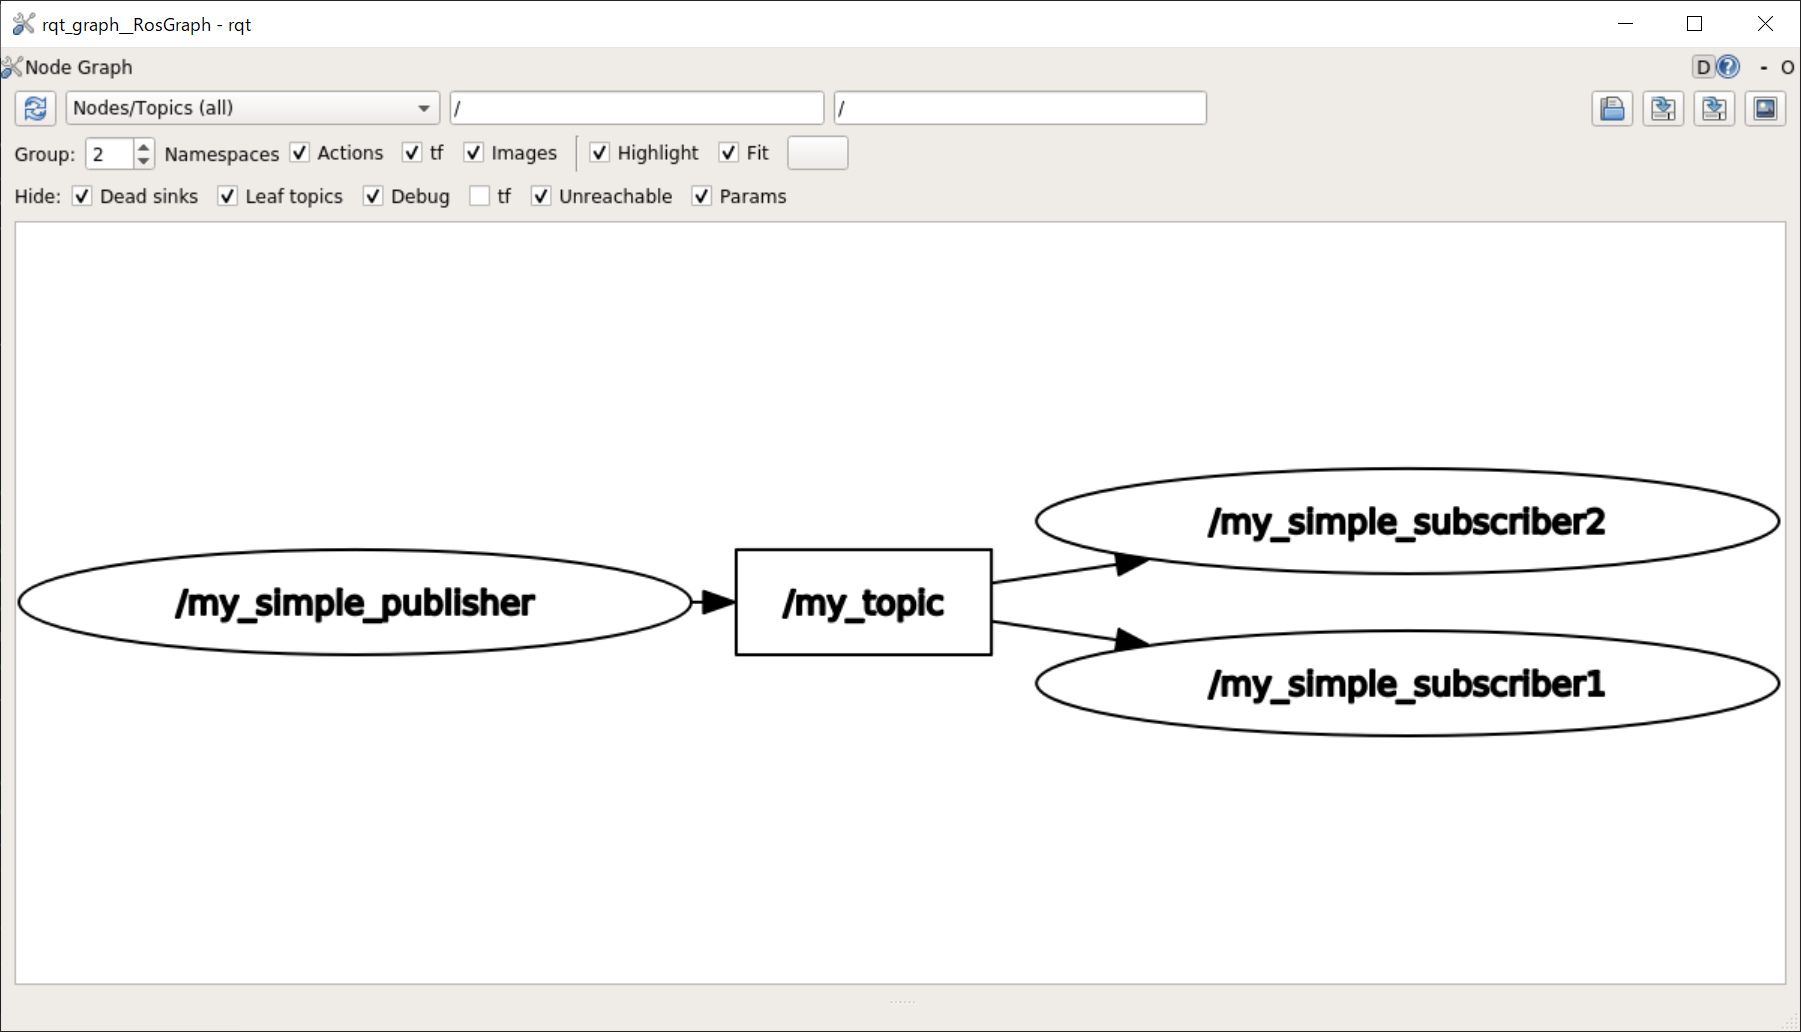 rqt_graph__RosGraph - rqt
Node Graph D ? - O
Nodes/Topics (all) / /
Group: 2 Namespaces Actions tf Images Highlight Fit
Hide: Dead sinks Leaf topics Debug tf Unreachable Params
/my_simple_subscriber2
/my_simple_publisher /my_topic
/my_simple_subscriber1